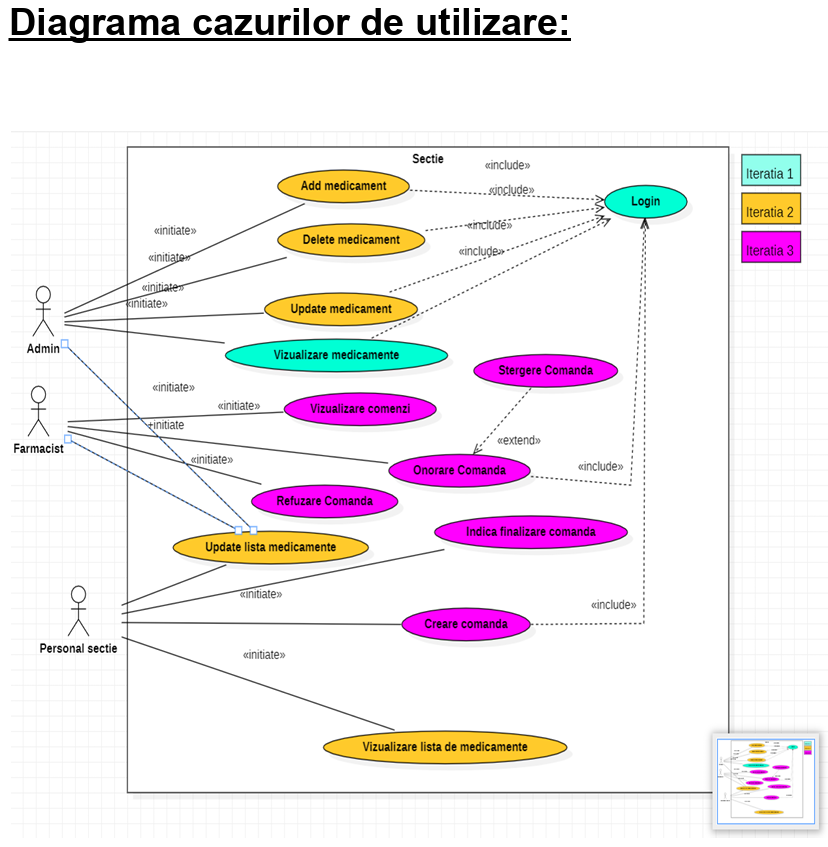 Diagrama cazurilor de utilizare:
Sectie
«include»
Iteratia 1
Add medicament
«include»
Login
Iteratia 2
«initiate»
«include»
Delete medicament
Iteratia 3
«include»
«initiate»
«initiate»
«initiate»
Update medicament
Admin
Vizualizare medicamente
Stergere Comanda
«initiate»
«initiate»
Vizualizare comenzi
+initiate
Farmacist
«extend»
«initiate»
Onorare Comanda
«include»
Refuzare Comanda
Indica finalizare comanda
Update lista medicamente
«initiate»
«include»
Creare comanda
Personal sectie
«initiate»
Vizualizare lista de medicamente